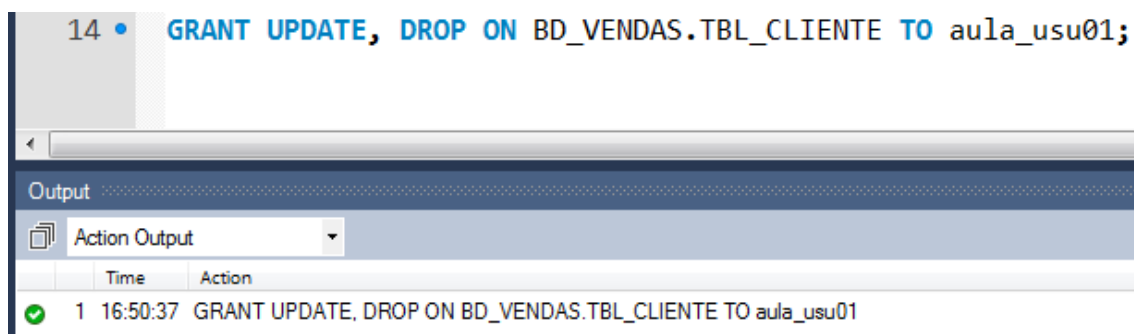 14 GRANT UPDATE, DROP ON BD_VENDAS.TBL_CLIENTE TO aula_usu01;
Output
Action Output
Time Action
1 16:50:37 GRANT UPDATE, DROP ON BD_VENDAS.TBL_CLIENTE TO aula_usu01